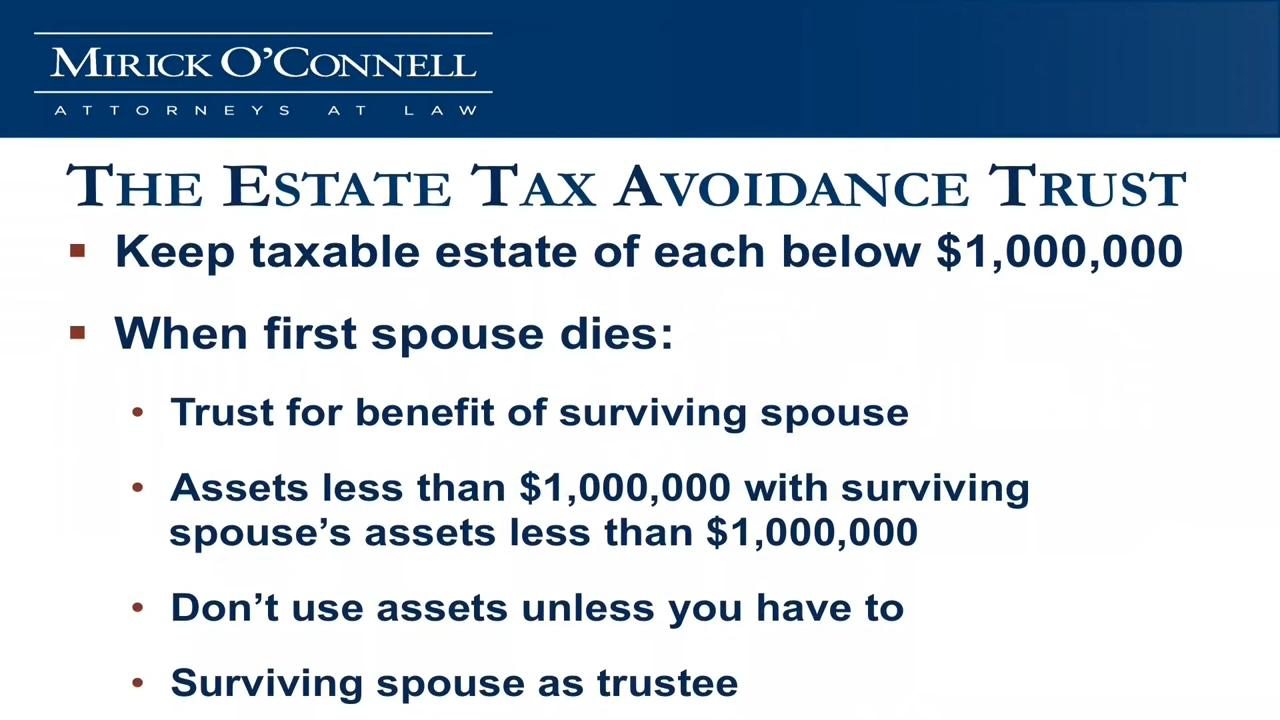 MIRICK O'CONNELL
ATTORNEYS AT LAW
THE ESTATE TAX AVOIDANCE TRUST
▪ Keep taxable estate of each below $1,000,000
▪ When first spouse dies:
• Trust for benefit of surviving spouse
• Assets less than $1,000,000 with surviving
spouse’s assets less than $1,000,000
• Don’t use assets unless you have to
• Surviving spouse as trustee